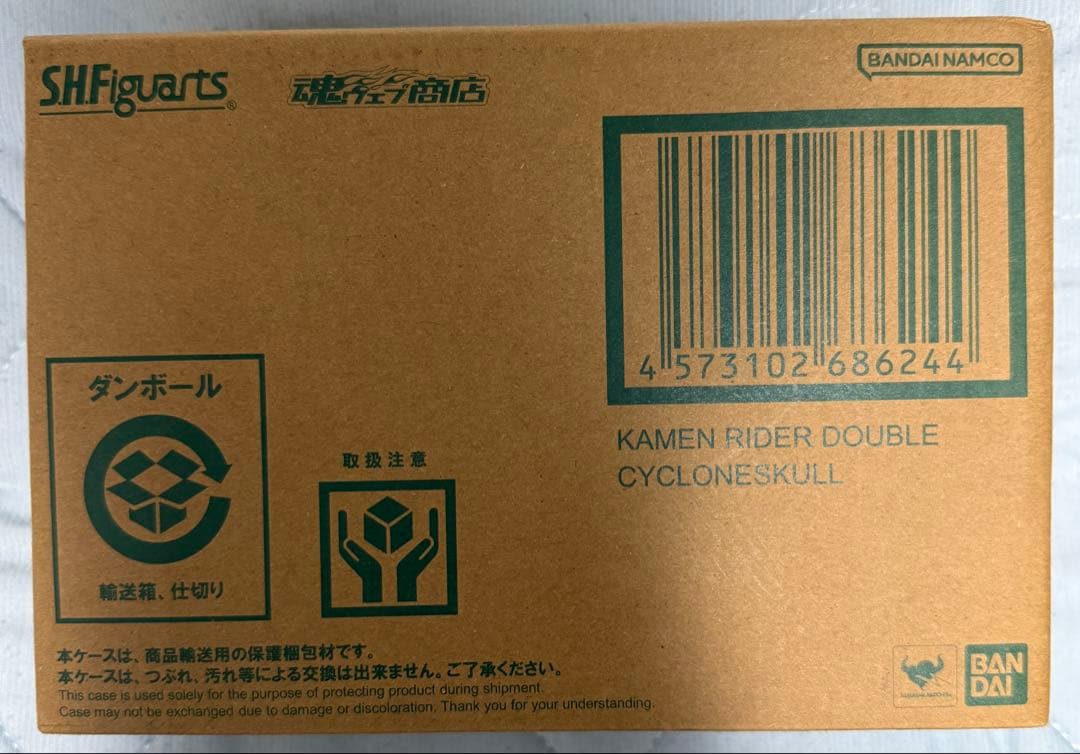 S.H.Figuarts®
魂ウェブ商店
BANDAI NAMCO
4 573102 686244
KAMEN RIDER DOUBLE
CYCLONESKULL
ダンボール
輸送箱、仕切り
取扱注意
本ケースは、商品輸送用の保護梱包材です。
本ケースは、つぶれ、汚れ等による交換は出来ません。ご了承ください。
This case is used solely for the purpose of protecting product during shipment.
Case may not be exchanged due to damage or discoloration. Thank you for your understanding.
BAN
DAI